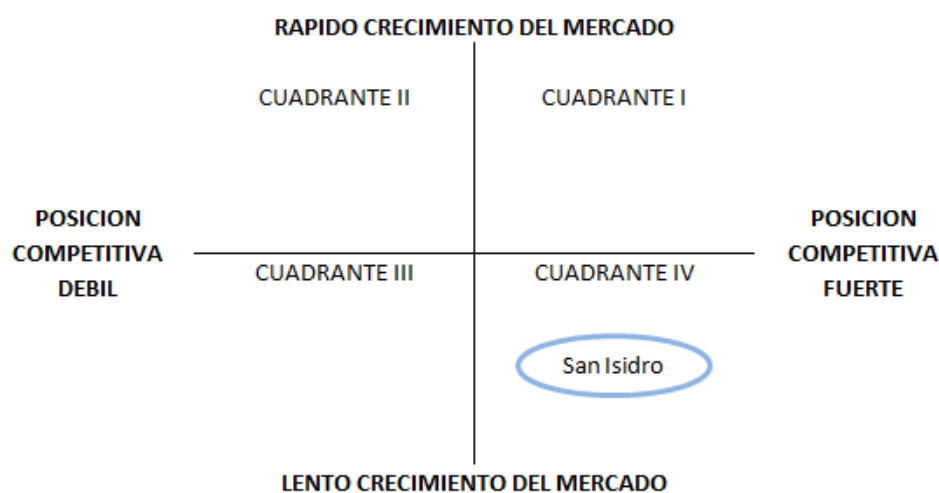 RAPIDO CRECIMIENTO DEL MERCADO
CUADRANTE II
CUADRANTE I
POSICION
COMPETITIVA
DEBIL
POSICION
COMPETITIVA
FUERTE
CUADRANTE III
CUADRANTE IV
San Isidro
LENTO CRECIMIENTO DEL MERCADO